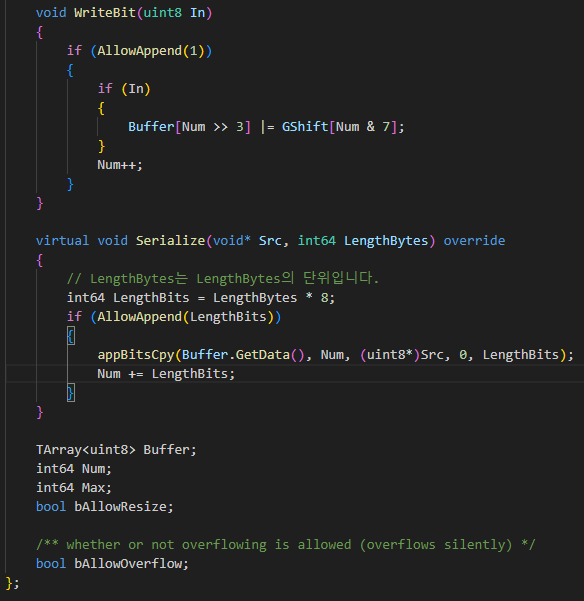 void WriteBit(uint8 In)
{
if (AllowAppend(1))
{
if (In)
{
Buffer[Num >> 3] |= GShift[Num & 7];
}
Num++;
}
}
virtual void Serialize(void* Src, int64 LengthBytes) override
{
// LengthBytes는 LengthBytes의 단위입니다.
int64 LengthBits = LengthBytes * 8;
if (AllowAppend(LengthBits))
{
appBitsCpy(Buffer.GetData(), Num, (uint8*)Src, 0, LengthBits);
Num += LengthBits;
}
}
TArray<uint8> Buffer;
int64 Num;
int64 Max;
bool bAllowResize;
/** whether or not overflowing is allowed (overflows silently) */
bool bAllowOverflow;
};